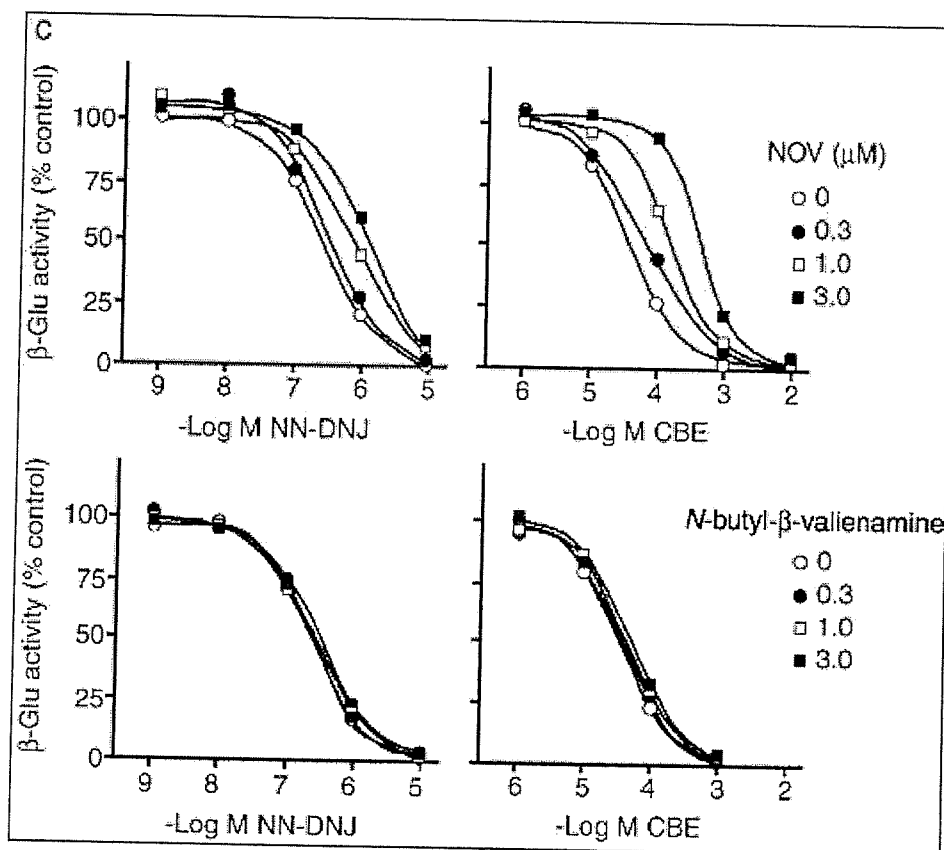 C
β-Glu activity (% control)
100
75
50
25
0
9 8 7 6 5
-Log M NN-DNJ
6 5 4 3 2
-Log M CBE
NOV (μM)
0
0.3
1.0
3.0
β-Glu activity (% control)
100
75
50
25
0
9 8 7 6 5
-Log M NN-DNJ
6 5 4 3 2
-Log M CBE
N-butyl-β-valienamine
0
0.3
1.0
3.0